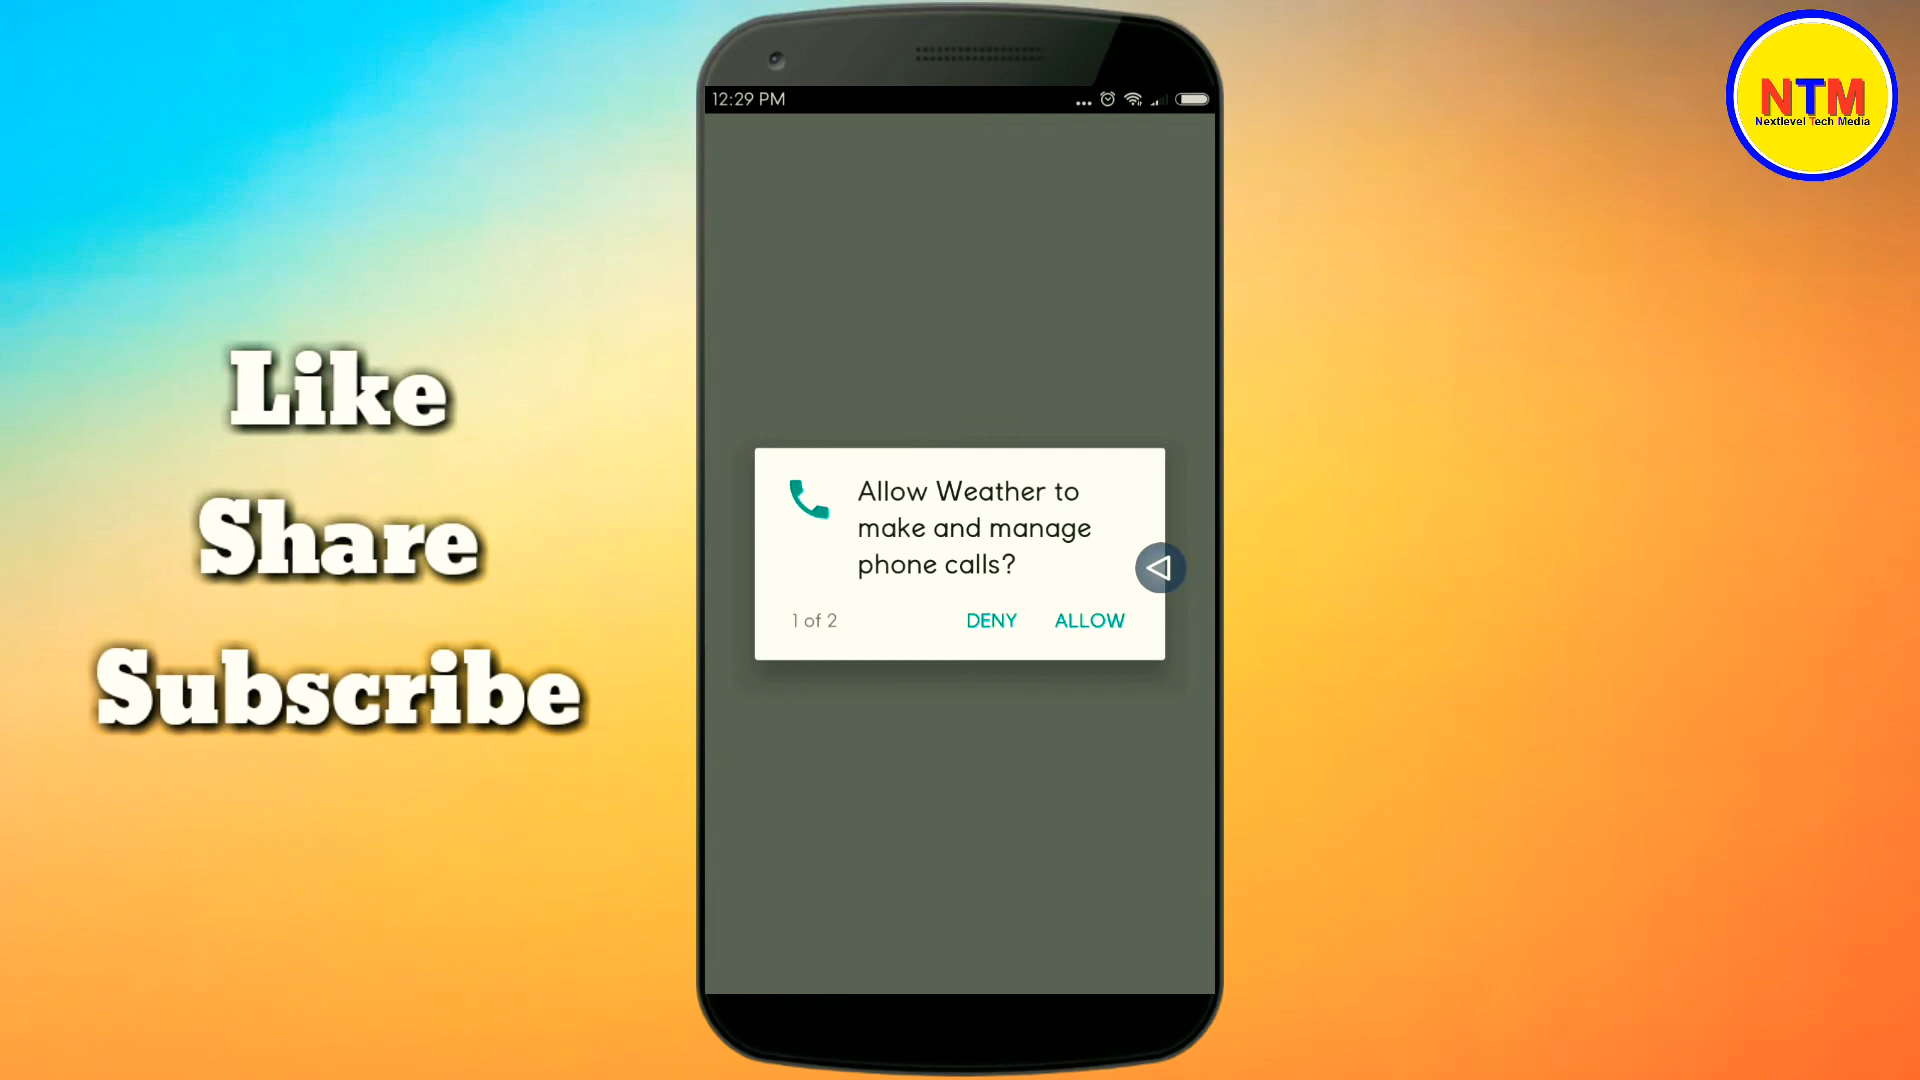 NTM
Nextlevel Tech Media
12:29 PM
Like
Share
Subscribe
Allow Weather to
make and manage
phone calls?
1 of 2
DENY
ALLOW